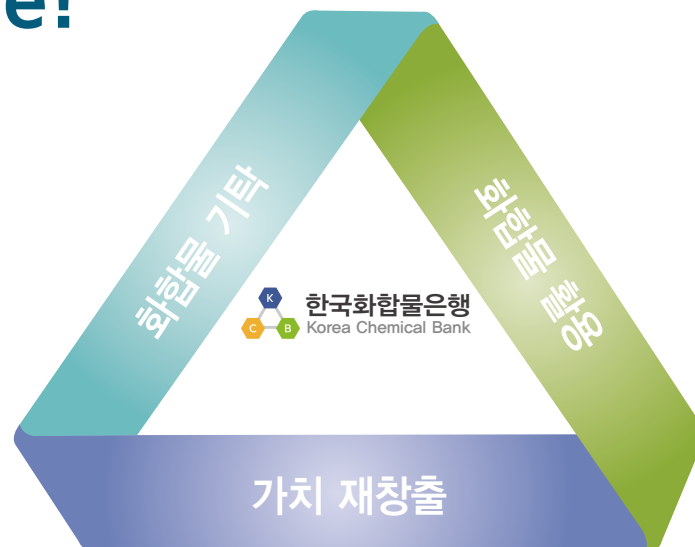 e!
화합물 기탁
화합물 활용
K
C
B
한국화합물은행
Korea Chemical Bank
가치 재창출